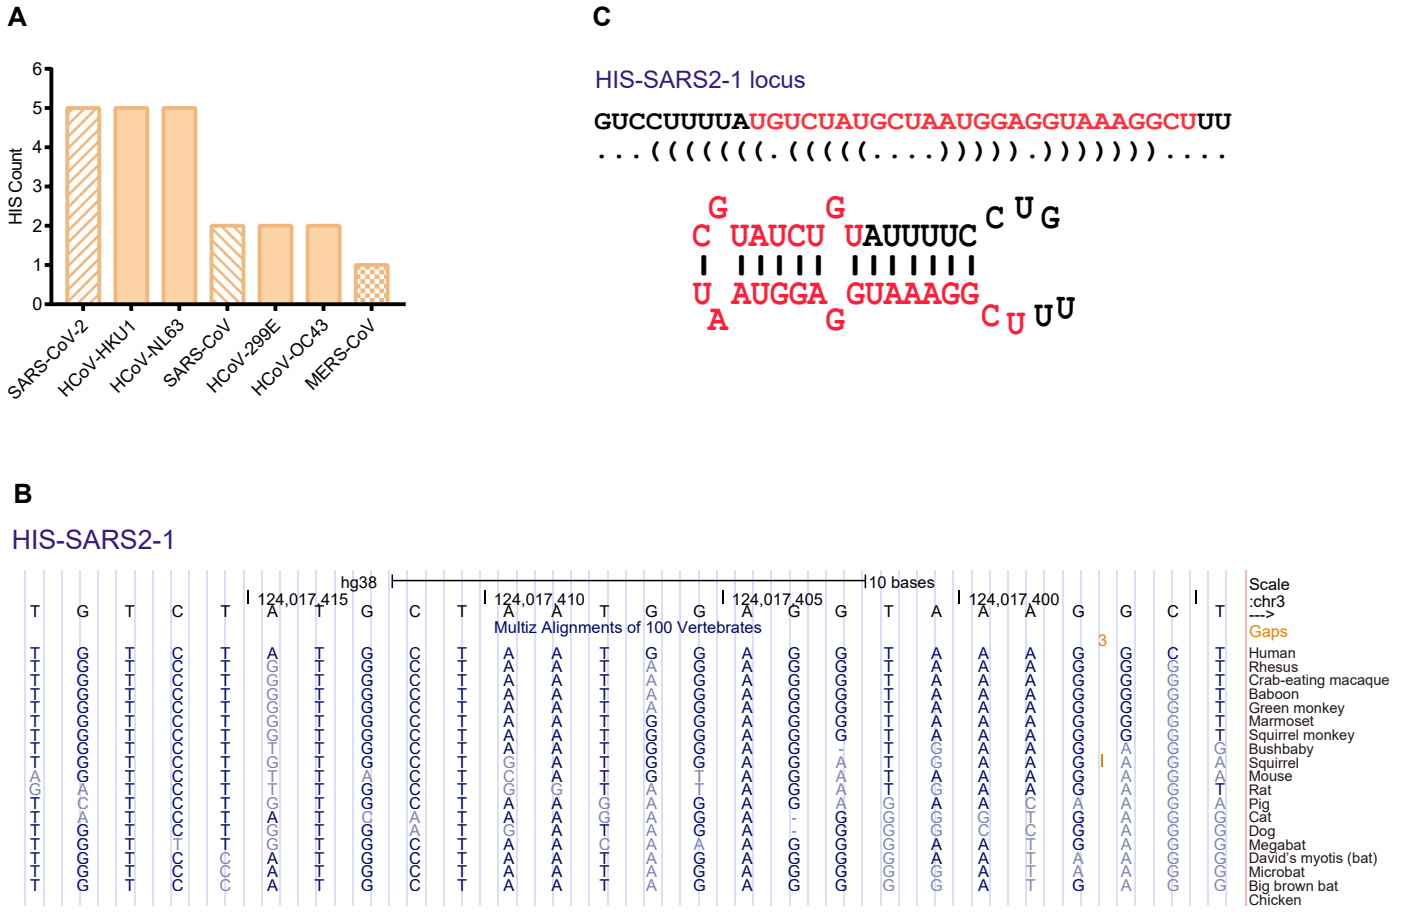 A
HIS Count
6
5
4
3
2
1
0
SARS-CoV-2
HCoV-HKU1
HCoV-NL63
SARS-CoV
HCoV-299E
HCoV-OC43
MERS-CoV
C
HIS-SARS2-1 locus
GUCCUUUUAUGUCUAUGCUAAUGGAGGUAAAGGCUUU
...(((((((.(((((....))))).)))))))....
G G C U G
C UAUCU UAUUUUC
U AUGGA GUAAAGG
A G C U U U
B
HIS-SARS2-1
hg38 10 bases Scale
124,017,415 124,017,410 124,017,405 124,017,400 :chr3
T G T C T A T G C T A A T G G A G G T A A A G G C T --->
Multiz Alignments of 100 Vertebrates Gaps
3
T G T C T A T G C T A A T G G A G G T A A A G G C T Human
T G T C T G T G C T A A T A G A G G T A A A G G G T Rhesus
T G T C T G T G C T A A T A G A G G T A A A G G G T Crab-eating macaque
T G T C T G T G C T A A T A G A G G T A A A G G G T Baboon
T G T C T G T G C T A A T A G A G G T A A A G G G T Green monkey
T G T C T G T G C T A A T G G A G G T A A A G G G T Marmoset
T G T C T G T G C T A A T G G A G G T A A A G G G T Squirrel monkey
T G T C T T T G C T A A T G G A G - T G A A G A G G Bushbaby
T G T C T G T G C T G A T G G A G A T A A A G A G A Squirrel
A G T C T T T A C T C A T G T A G A T A A A G A G A Mouse
G A T C T T T G C T G G T A T A G A T G A A G A G T Rat
T C T C T G T G C T A A G A G A G A G A A C A A G A Pig
T A T C T A T C A T A A G A G A - G G G G T G A G G Cat
T G T C T G T G A T G A T A G A - G G G C C G A G G Dog
T G T T T G T G C T A A C A A A G G G A A T G A G G Megabat
T G T C C A T G C T A A T A G A G G G A A T A A G G David's myotis (bat)
T G T C C A T G C T A A T A G A G G G G A T A A G G Microbat
T G T C C A T G C T A A T A G A G G G G A T G A G G Big brown bat
Chicken